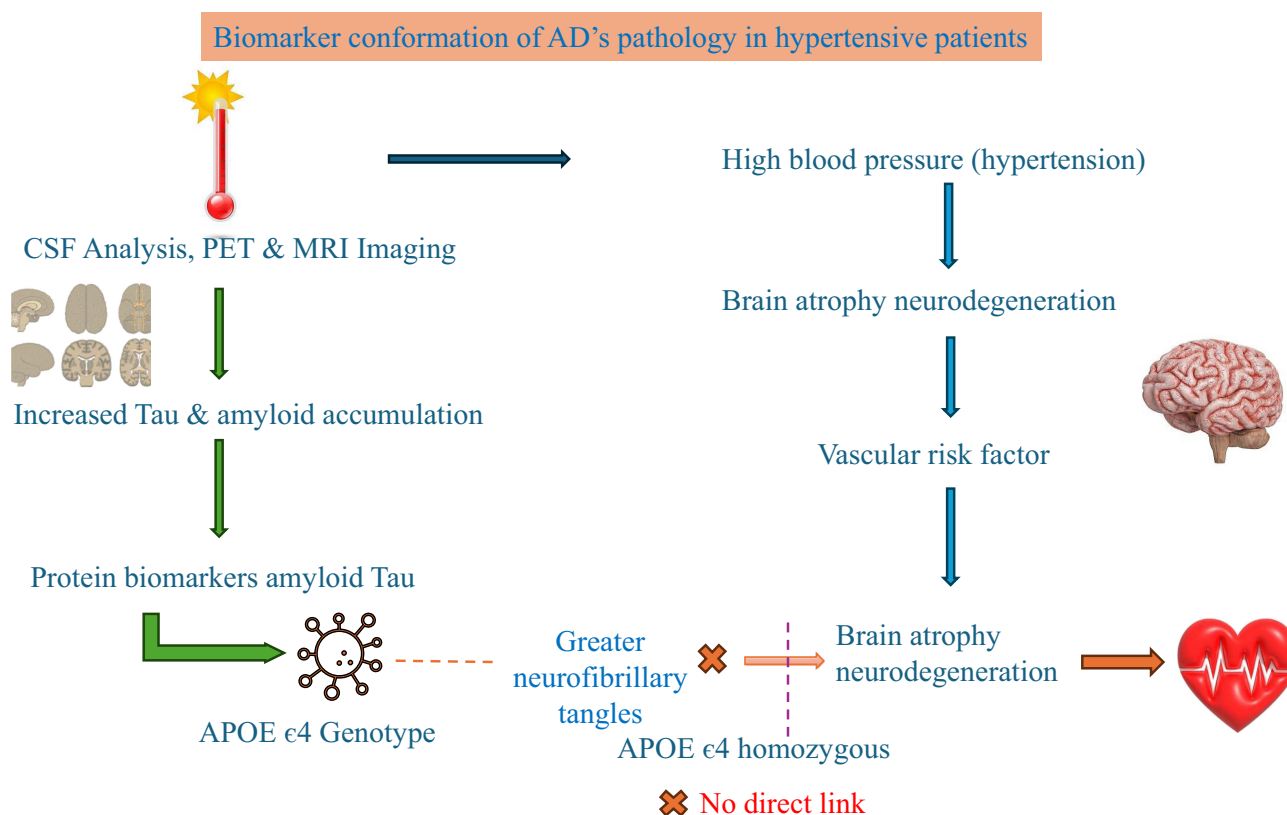 Biomarker conformation of AD’s pathology in hypertensive patients
High blood pressure (hypertension)
CSF Analysis, PET & MRI Imaging
Brain atrophy neurodegeneration
Increased Tau & amyloid accumulation
Vascular risk factor
Protein biomarkers amyloid Tau
Greater
neurofibrillary
tangles
Brain atrophy
neurodegeneration
APOE ϵ4 Genotype
APOE ϵ4 homozygous
No direct link